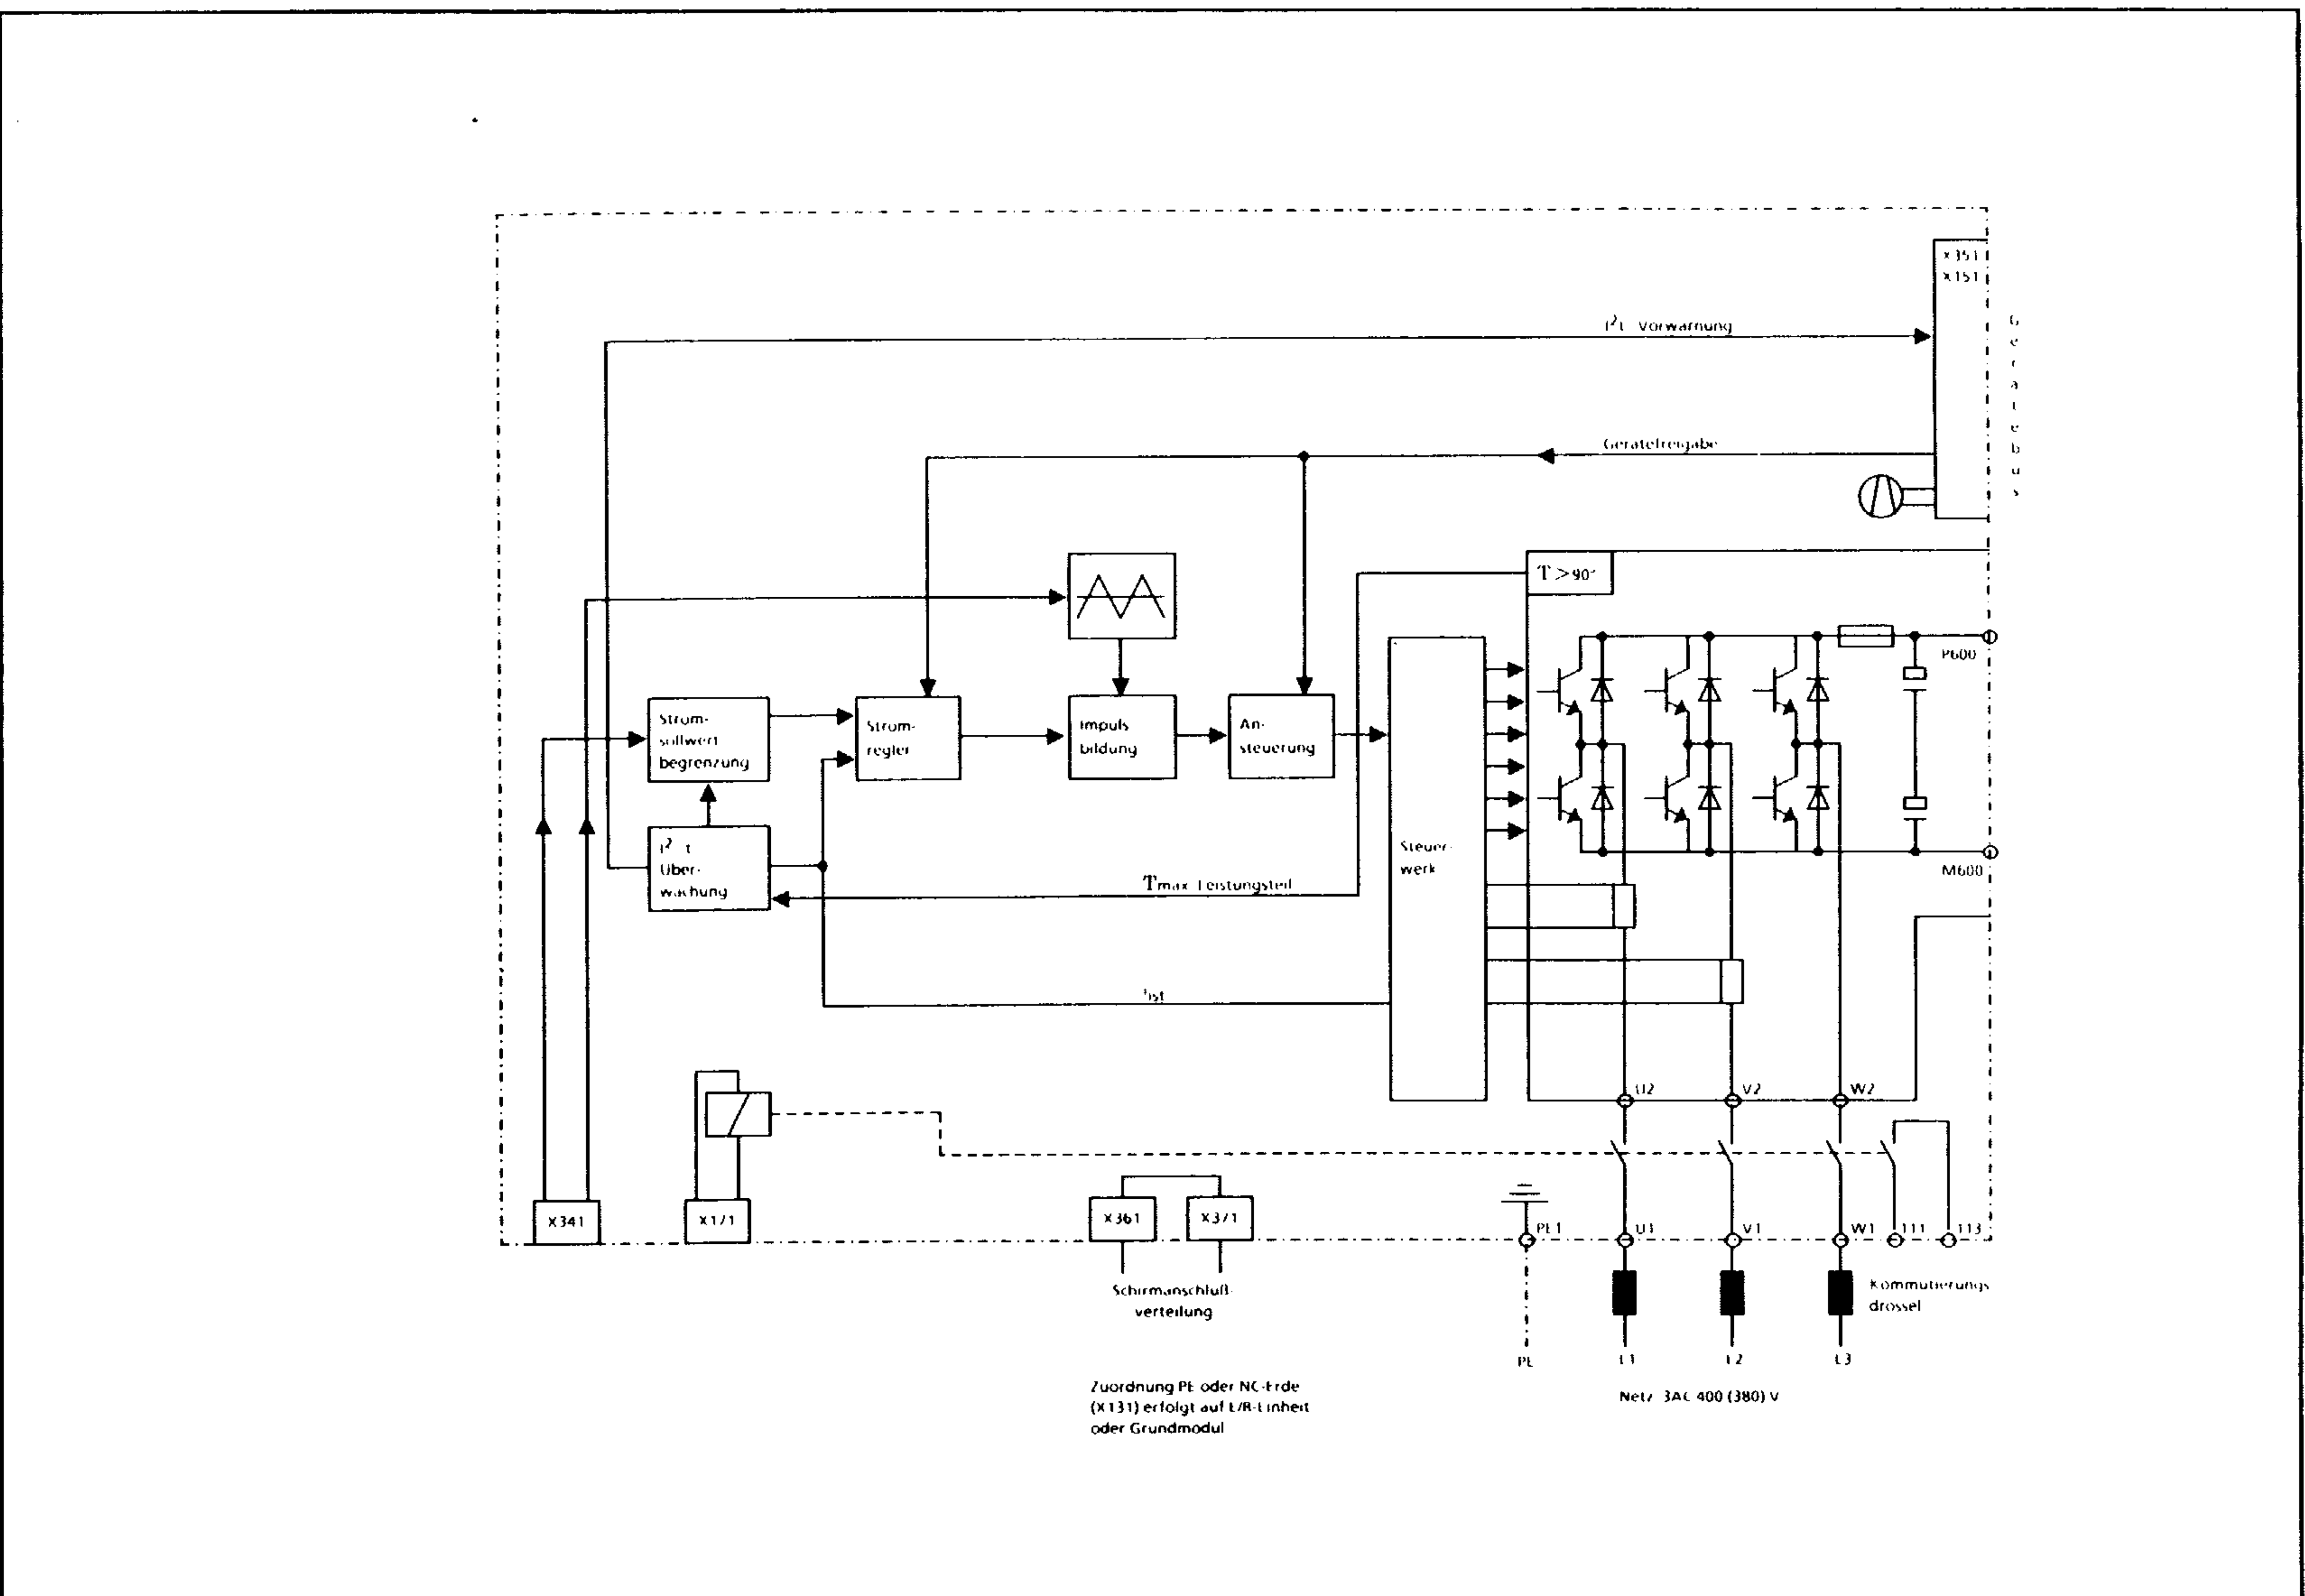 X351
X151
I²t Vorwarnung
G
e
r
ä
t
e
b
u
s
Gerätefreigabe
T >90°
P600
Strom-
sollwert
begrenzung
Strom-
regler
Impuls
bildung
An-
steuerung
I² t
Über-
wachung
Steuer-
werk
M600
Tmax Leistungsteil
Iist
U2
V2
W2
X341
X171
X361
X371
PE1
U1
V1
W1
111
113
Schirmanschluß-
verteilung
Kommutierungs
drossel
PE
L1
L2
L3
Zuordnung PE oder NC-Erde
(X131) erfolgt auf E/R-Einheit
oder Grundmodul
Netz 3AC 400 (380) V